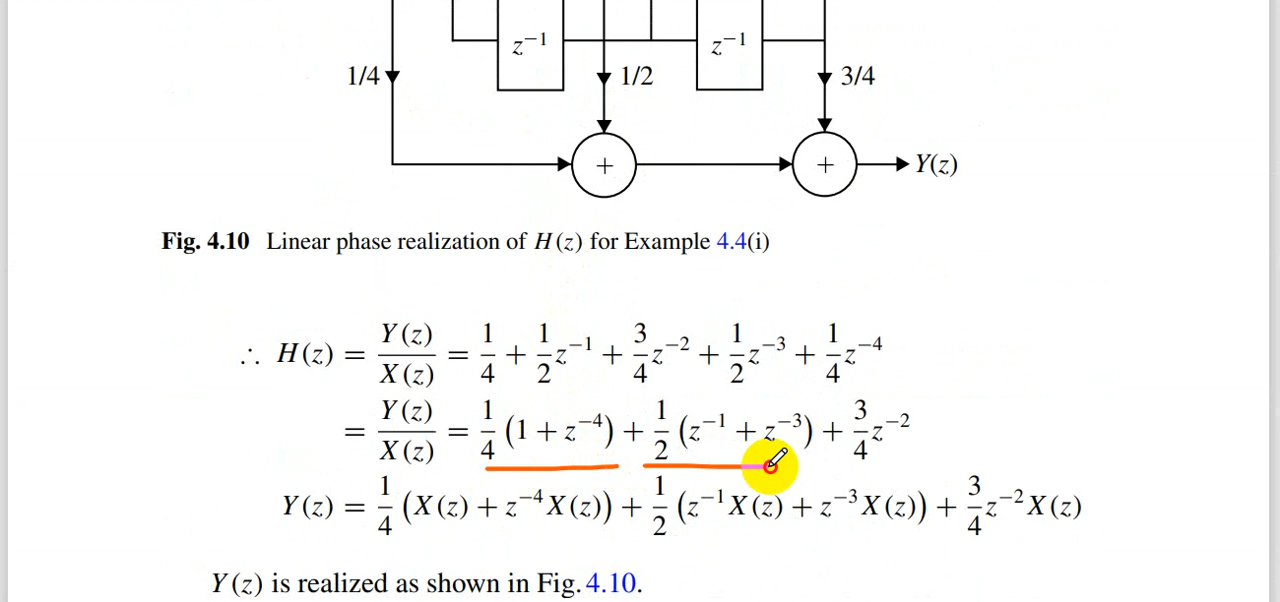 z⁻¹ z⁻¹
1/4 1/2 3/4
+ + Y(z)
Fig. 4.10 Linear phase realization of H(z) for Example 4.4(i)
∴ H(z) = Y(z)/X(z) = 1/4 + 1/2 z⁻¹ + 3/4 z⁻² + 1/2 z⁻³ + 1/4 z⁻⁴
= Y(z)/X(z) = 1/4 (1 + z⁻⁴) + 1/2 (z⁻¹ + z⁻³) + 3/4 z⁻²
Y(z) = 1/4 (X(z) + z⁻⁴X(z)) + 1/2 (z⁻¹X(z) + z⁻³X(z)) + 3/4 z⁻²X(z)
Y(z) is realized as shown in Fig. 4.10.